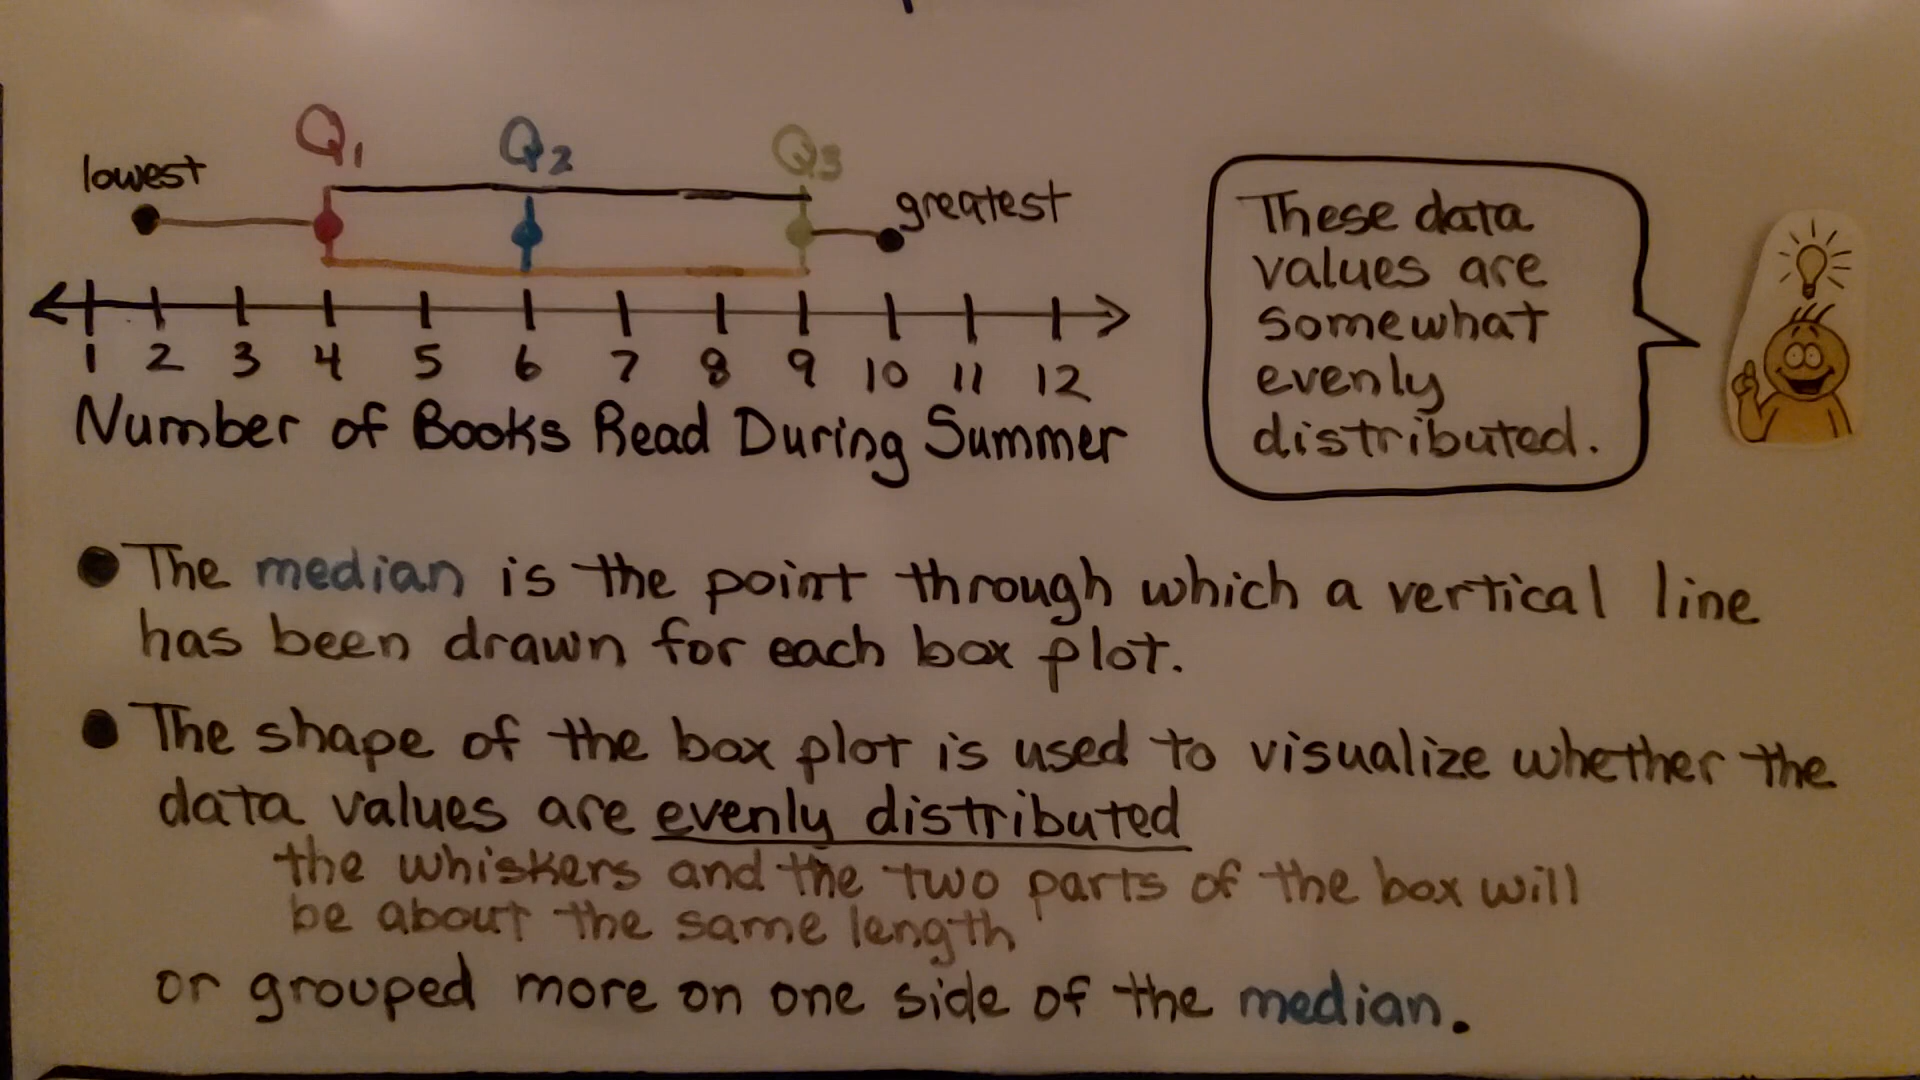 Q1 Q2 Q3
lowest
greatest
1 2 3 4 5 6 7 8 9 10 11 12
Number of Books Read During Summer
These data
values are
somewhat
evenly
distributed.
● The median is the point through which a vertical line
has been drawn for each box plot.
● The shape of the box plot is used to visualize whether the
data values are evenly distributed
the whiskers and the two parts of the box will
be about the same length
or grouped more on one side of the median.